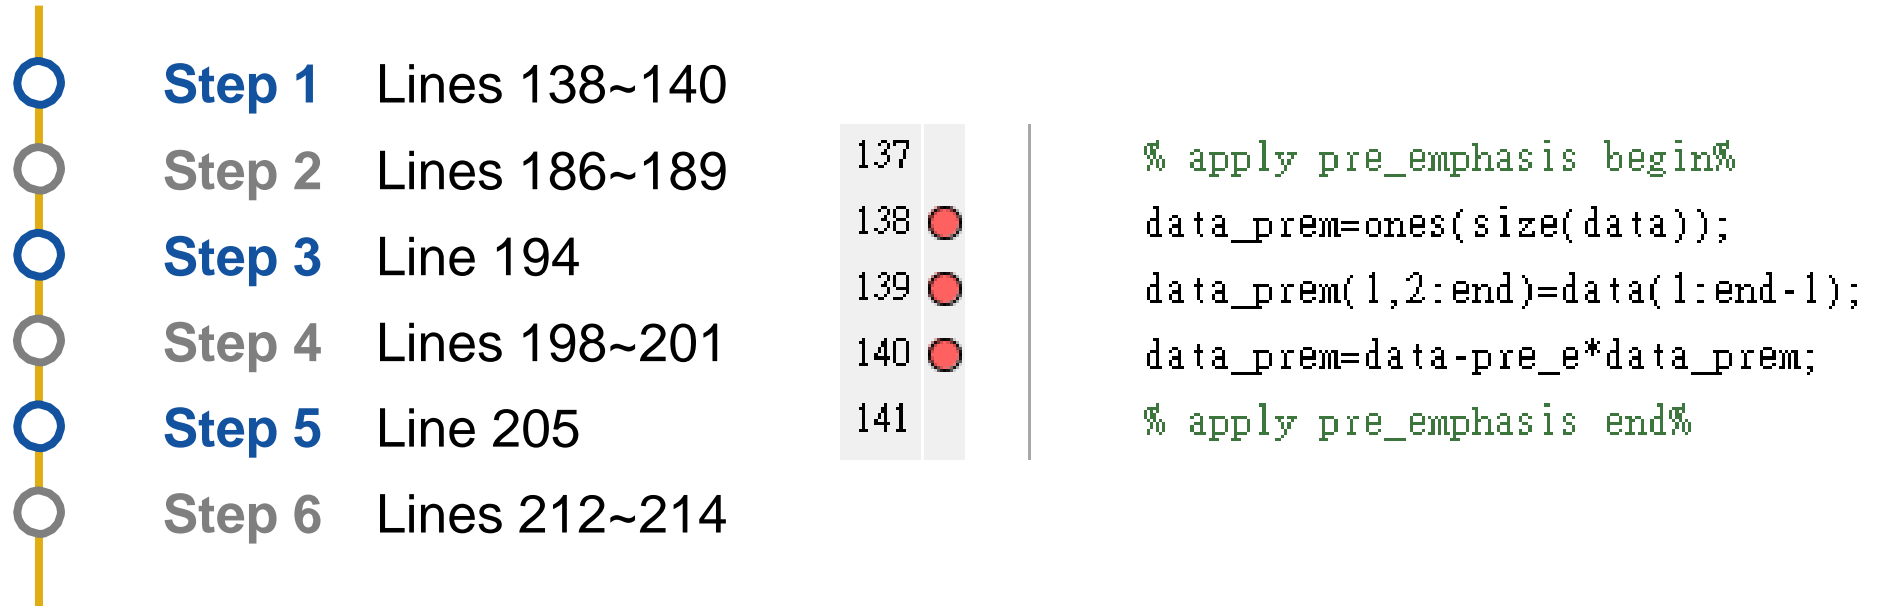 Step 1 Lines 138~140
Step 2 Lines 186~189
Step 3 Line 194
Step 4 Lines 198~201
Step 5 Line 205
Step 6 Lines 212~214
137 % apply pre_emphasis begin%
138 data_prem=ones(size(data));
139 data_prem(1,2:end)=data(1:end-1);
140 data_prem=data-pre_e*data_prem;
141 % apply pre_emphasis end%